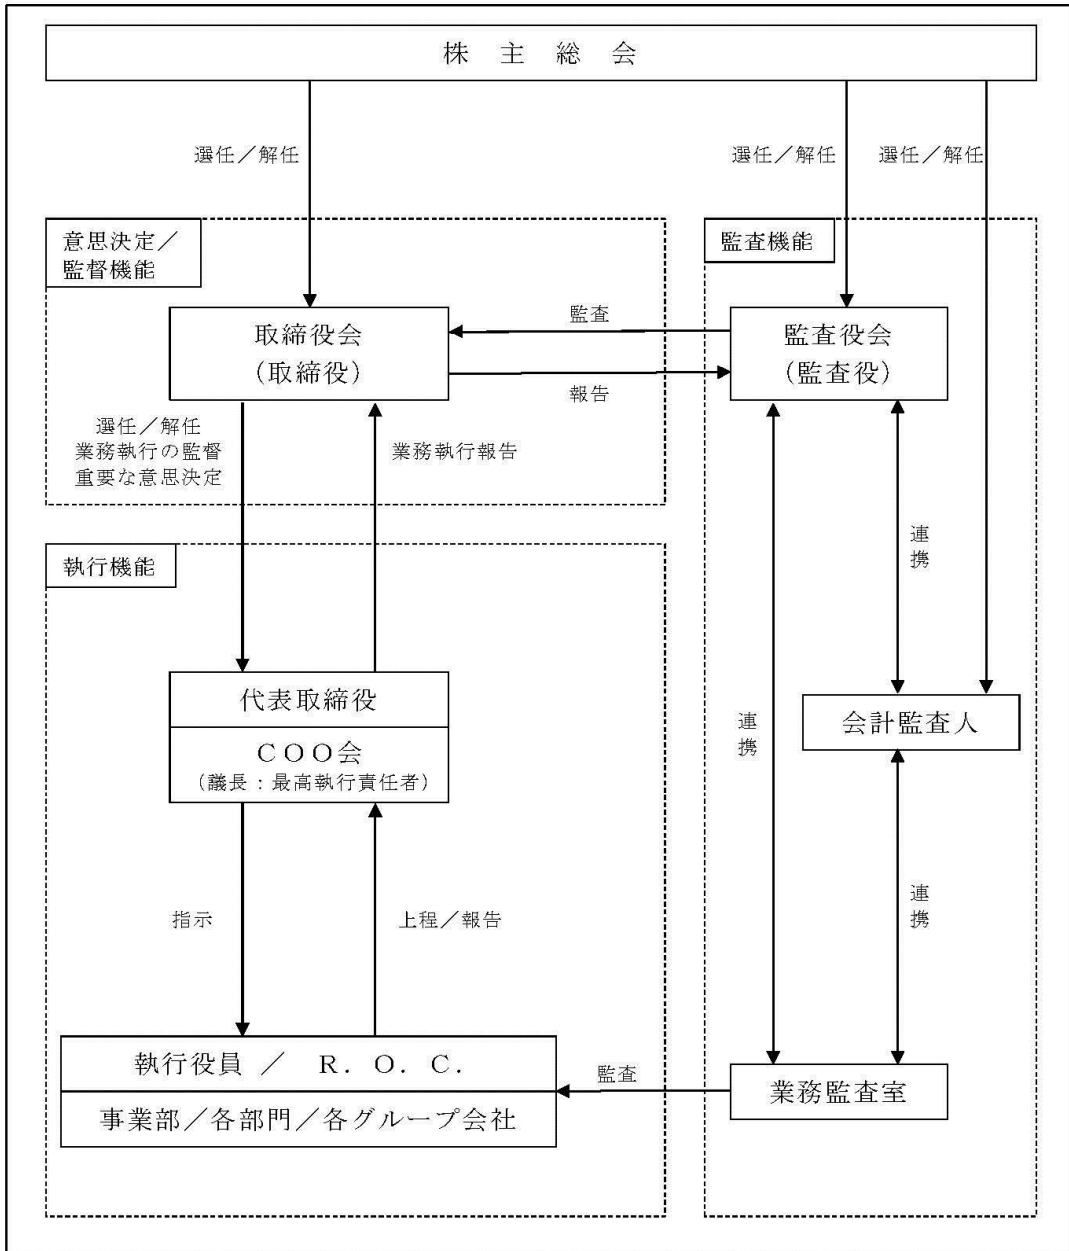 株主総会
選任／解任
選任／解任
選任／解任
意思決定／
監督機能
監査機能
取締役会
(取締役)
監査
報告
監査役会
(監査役)
選任／解任
業務執行の監督
重要な意思決定
業務執行報告
連
携
執行機能
代表取締役
ＣＯＯ会
(議長：最高執行責任者)
連
携
会計監査人
指示
上程／報告
連
携
執行役員 ／ Ｒ．Ｏ．Ｃ．
事業部／各部門／各グループ会社
監査
業務監査室